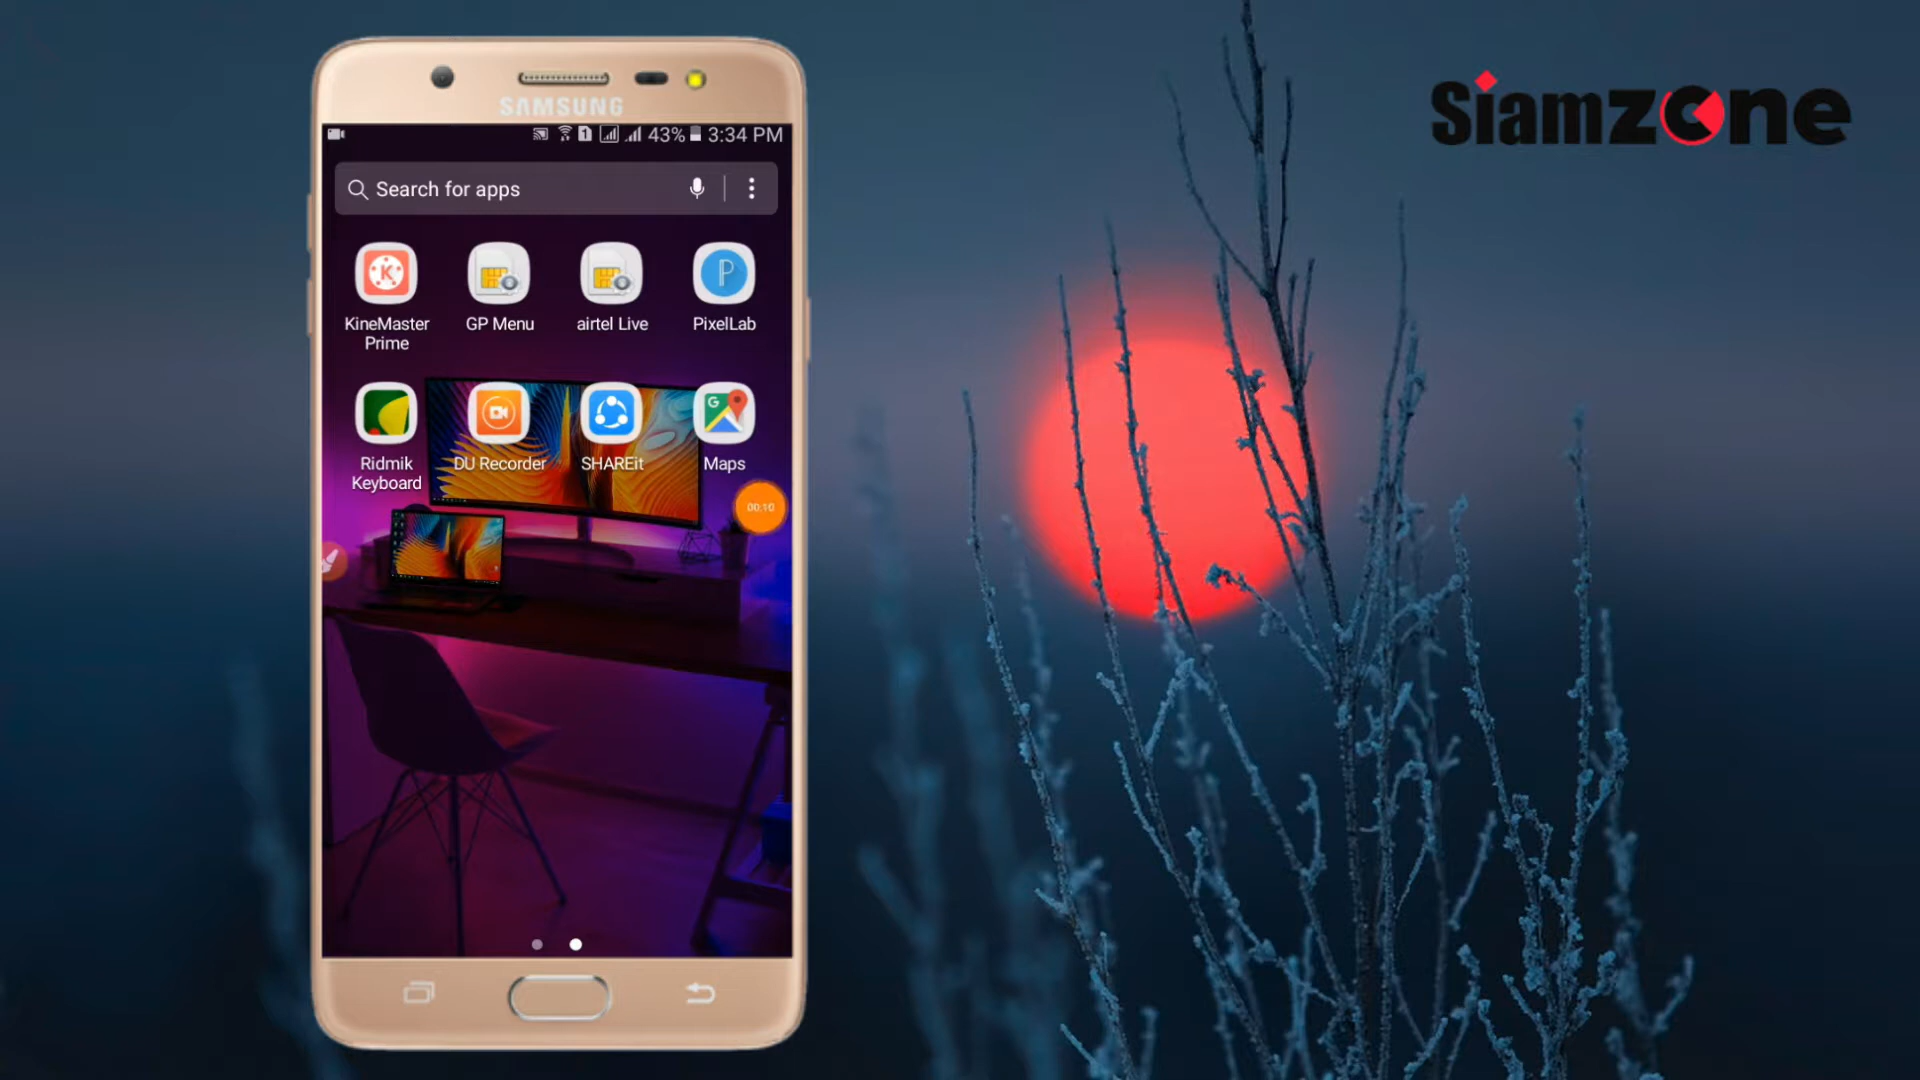 Siamzone
SAMSUNG
1 43% 3:34 PM
Search for apps
K
P
KineMaster
Prime
GP Menu
airtel Live
PixelLab
G
Ridmik
Keyboard
DU Recorder
SHAREit
Maps
00:10